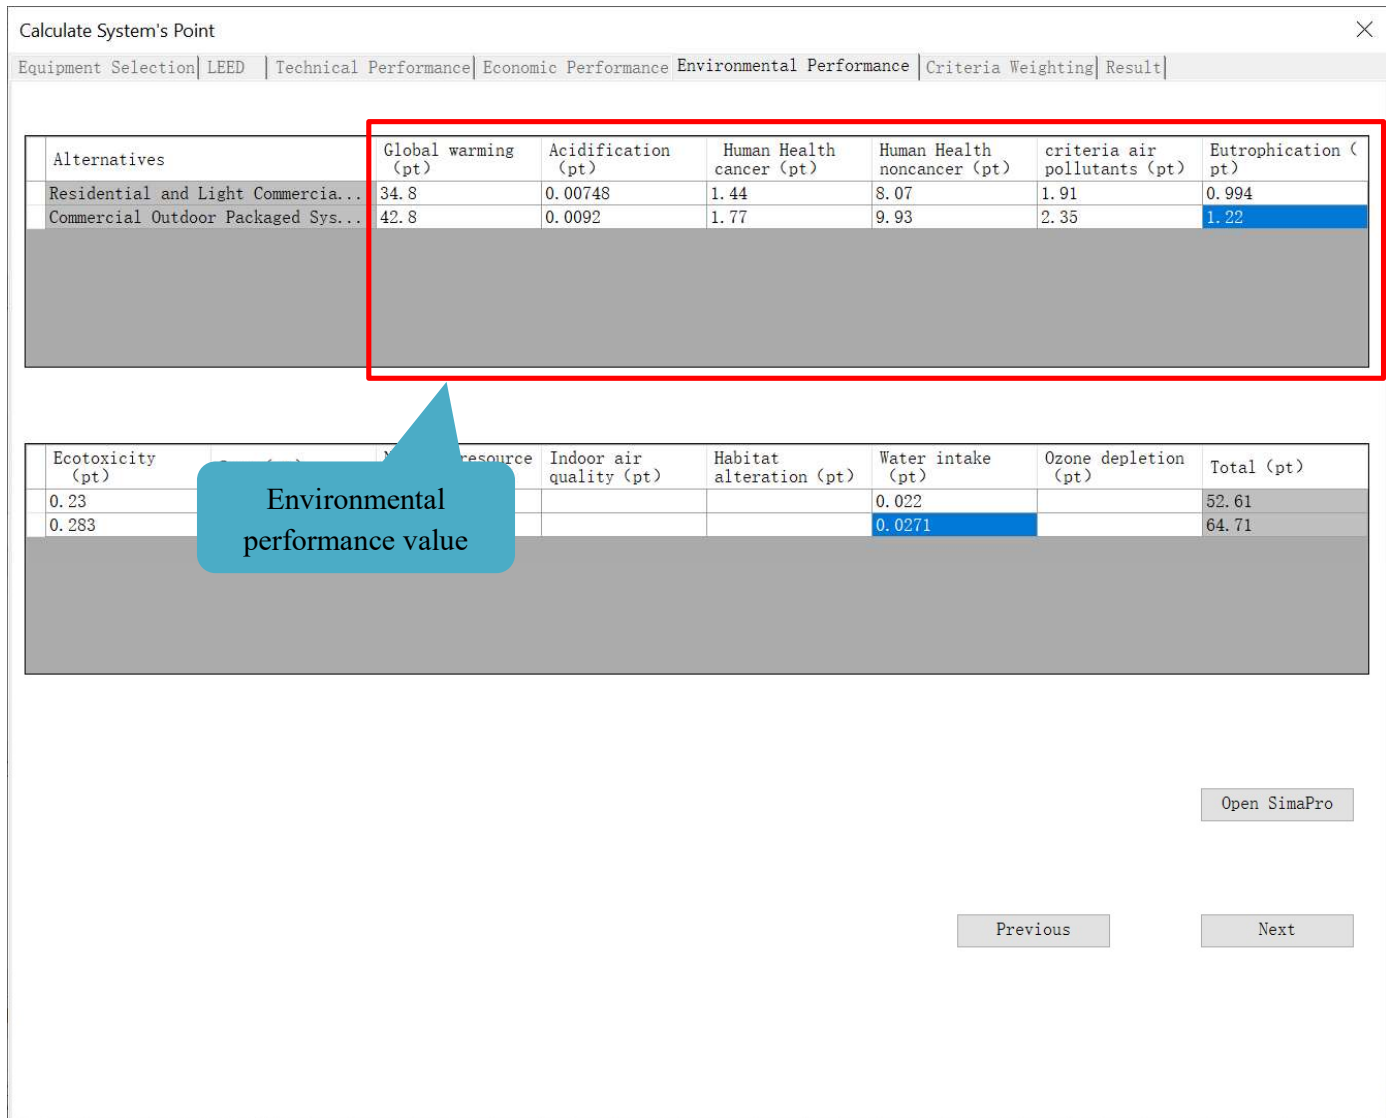 Calculate System's Point
Equipment Selection LEED Technical Performance Economic Performance Environmental Performance Criteria Weighting Result
Alternatives Global warming (pt) Acidification (pt) Human Health cancer (pt) Human Health noncancer (pt) criteria air pollutants (pt) Eutrophication (pt)
Residential and Light Commercia... 34.8 0.00748 1.44 8.07 1.91 0.994
Commercial Outdoor Packaged Sys... 42.8 0.0092 1.77 9.93 2.35 1.22
Ecotoxicity (pt) resource Indoor air quality (pt) Habitat alteration (pt) Water intake (pt) Ozone depletion (pt) Total (pt)
0.23 0.022 52.61
0.283 0.0271 64.71
Environmental
performance value
Open SimaPro
Previous Next